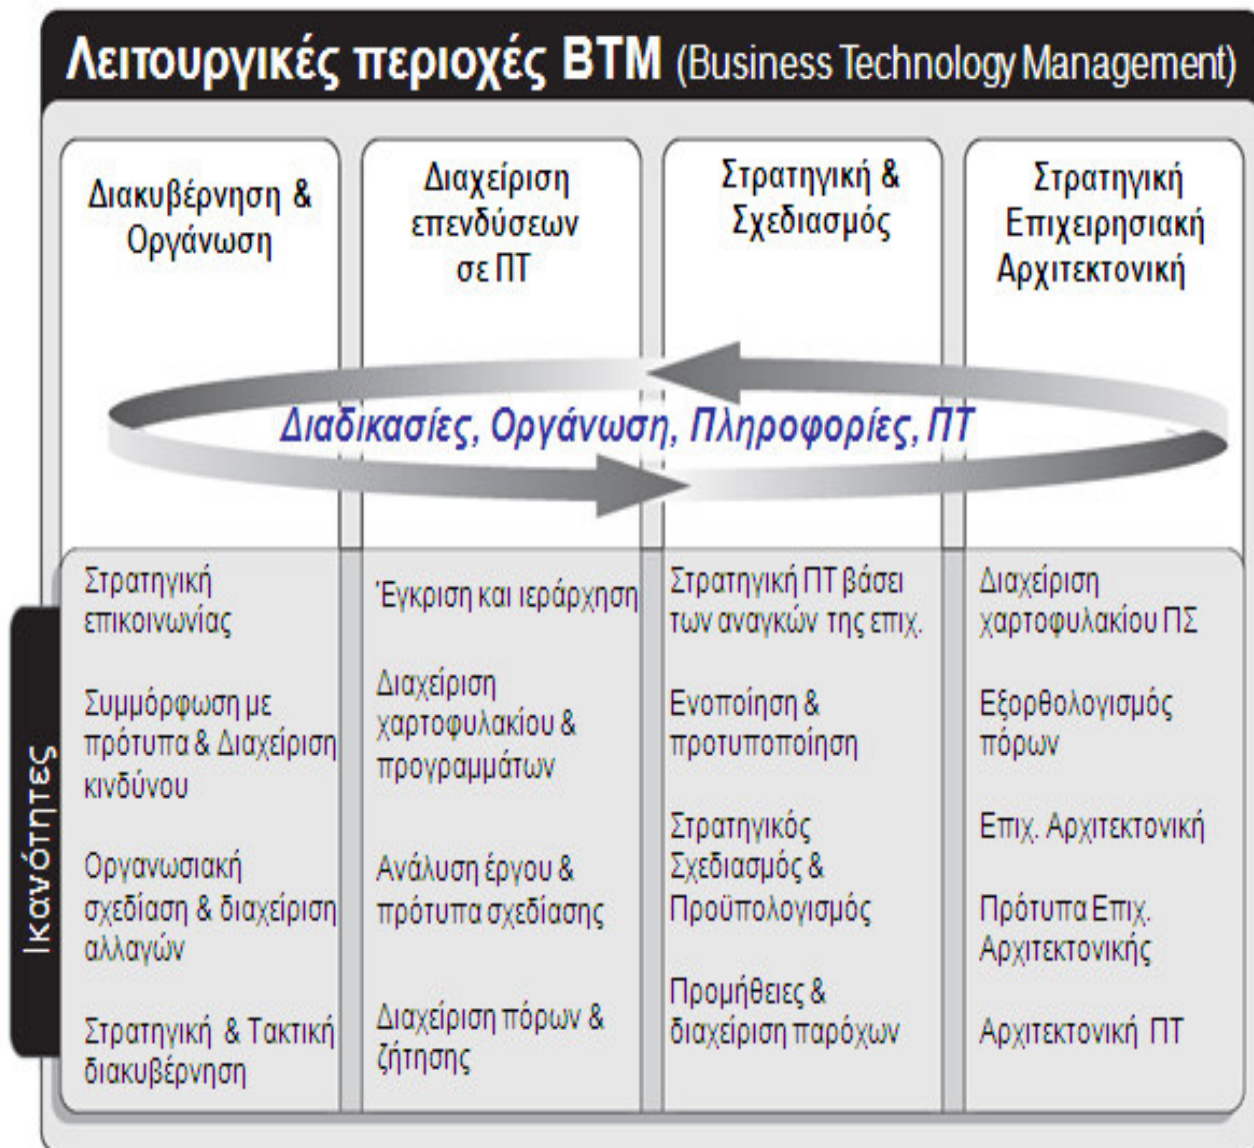 Λειτουργικές περιοχές BTM (Business Technology Management)
Διακυβέρνηση &
Οργάνωση
Διαχείριση
επενδύσεων
σε ΠΤ
Στρατηγική &
Σχεδιασμός
Στρατηγική
Επιχειρησιακή
Αρχιτεκτονική
Διαδικασίες, Οργάνωση, Πληροφορίες, ΠΤ
Ικανότητες
Στρατηγική
επικοινωνίας
Συμμόρφωση με
πρότυπα & Διαχείριση
κινδύνου
Οργανωσιακή
σχεδίαση & διαχείριση
αλλαγών
Στρατηγική & Τακτική
διακυβέρνηση
Έγκριση και ιεράρχηση
Διαχείριση
χαρτοφυλακίου &
προγραμμάτων
Ανάλυση έργου &
πρότυπα σχεδίασης
Διαχείριση πόρων &
ζήτησης
Στρατηγική ΠΤ βάσει
των αναγκών της επιχ.
Ενοποίηση &
προτυποποίηση
Στρατηγικός
Σχεδιασμός &
Προϋπολογισμός
Προμήθειες &
διαχείριση παρόχων
Διαχείριση
χαρτοφυλακίου ΠΣ
Εξορθολογισμός
πόρων
Επιχ. Αρχιτεκτονική
Πρότυπα Επιχ.
Αρχιτεκτονικής
Αρχιτεκτονική ΠΤ